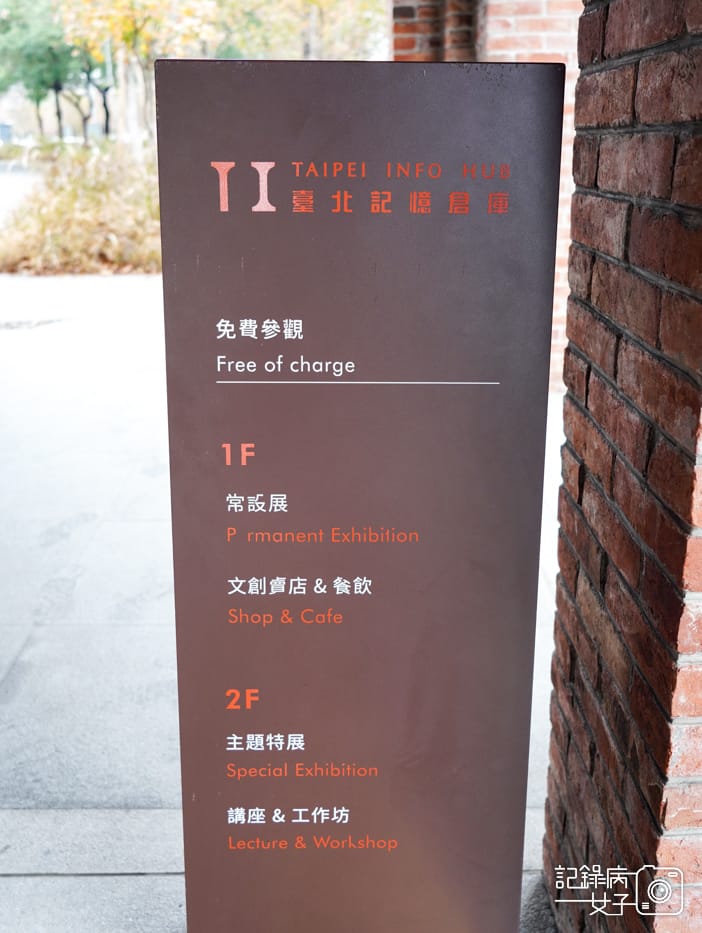 TI TAIPEI INFO HUB
臺北記憶倉庫
免費參觀
Free of charge
1F
常設展
P rmanent Exhibition
文創賣店 & 餐飲
Shop & Cafe
2F
主題特展
Special Exhibition
講座 & 工作坊
Lecture & Workshop
記錄病
女子